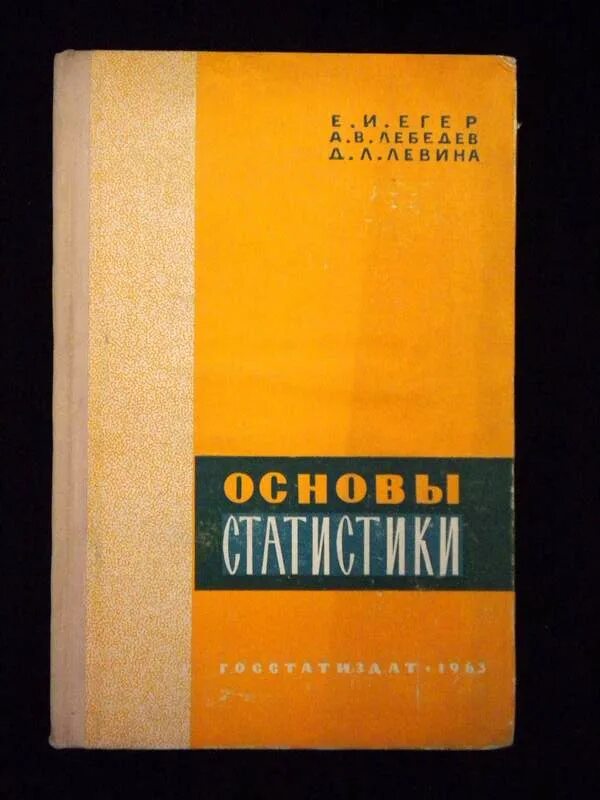 Е.И.ЕГЕР
А.В.ЛЕБЕДЕВ
Д.Л.ЛЕВИНА
ОСНОВЫ
СТАТИСТИКИ
ГОССТАТИЗДАТ·1963